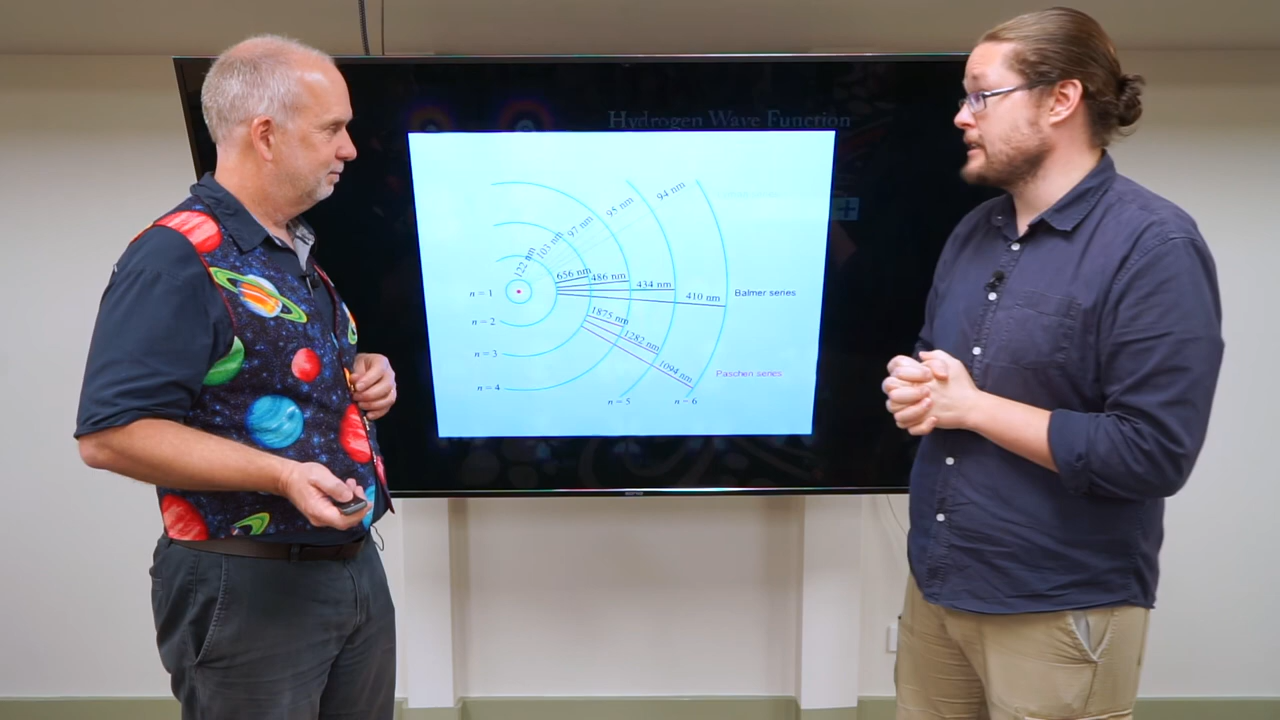 Hydrogen Wave Function
94 nm
95 nm
97 nm
103 nm
122 nm
656 nm
486 nm
434 nm
410 nm
n = 1
Balmer series
1875 nm
n = 2
1282 nm
n = 3
1094 nm
Paschen series
n = 4
n = 5
n = 6